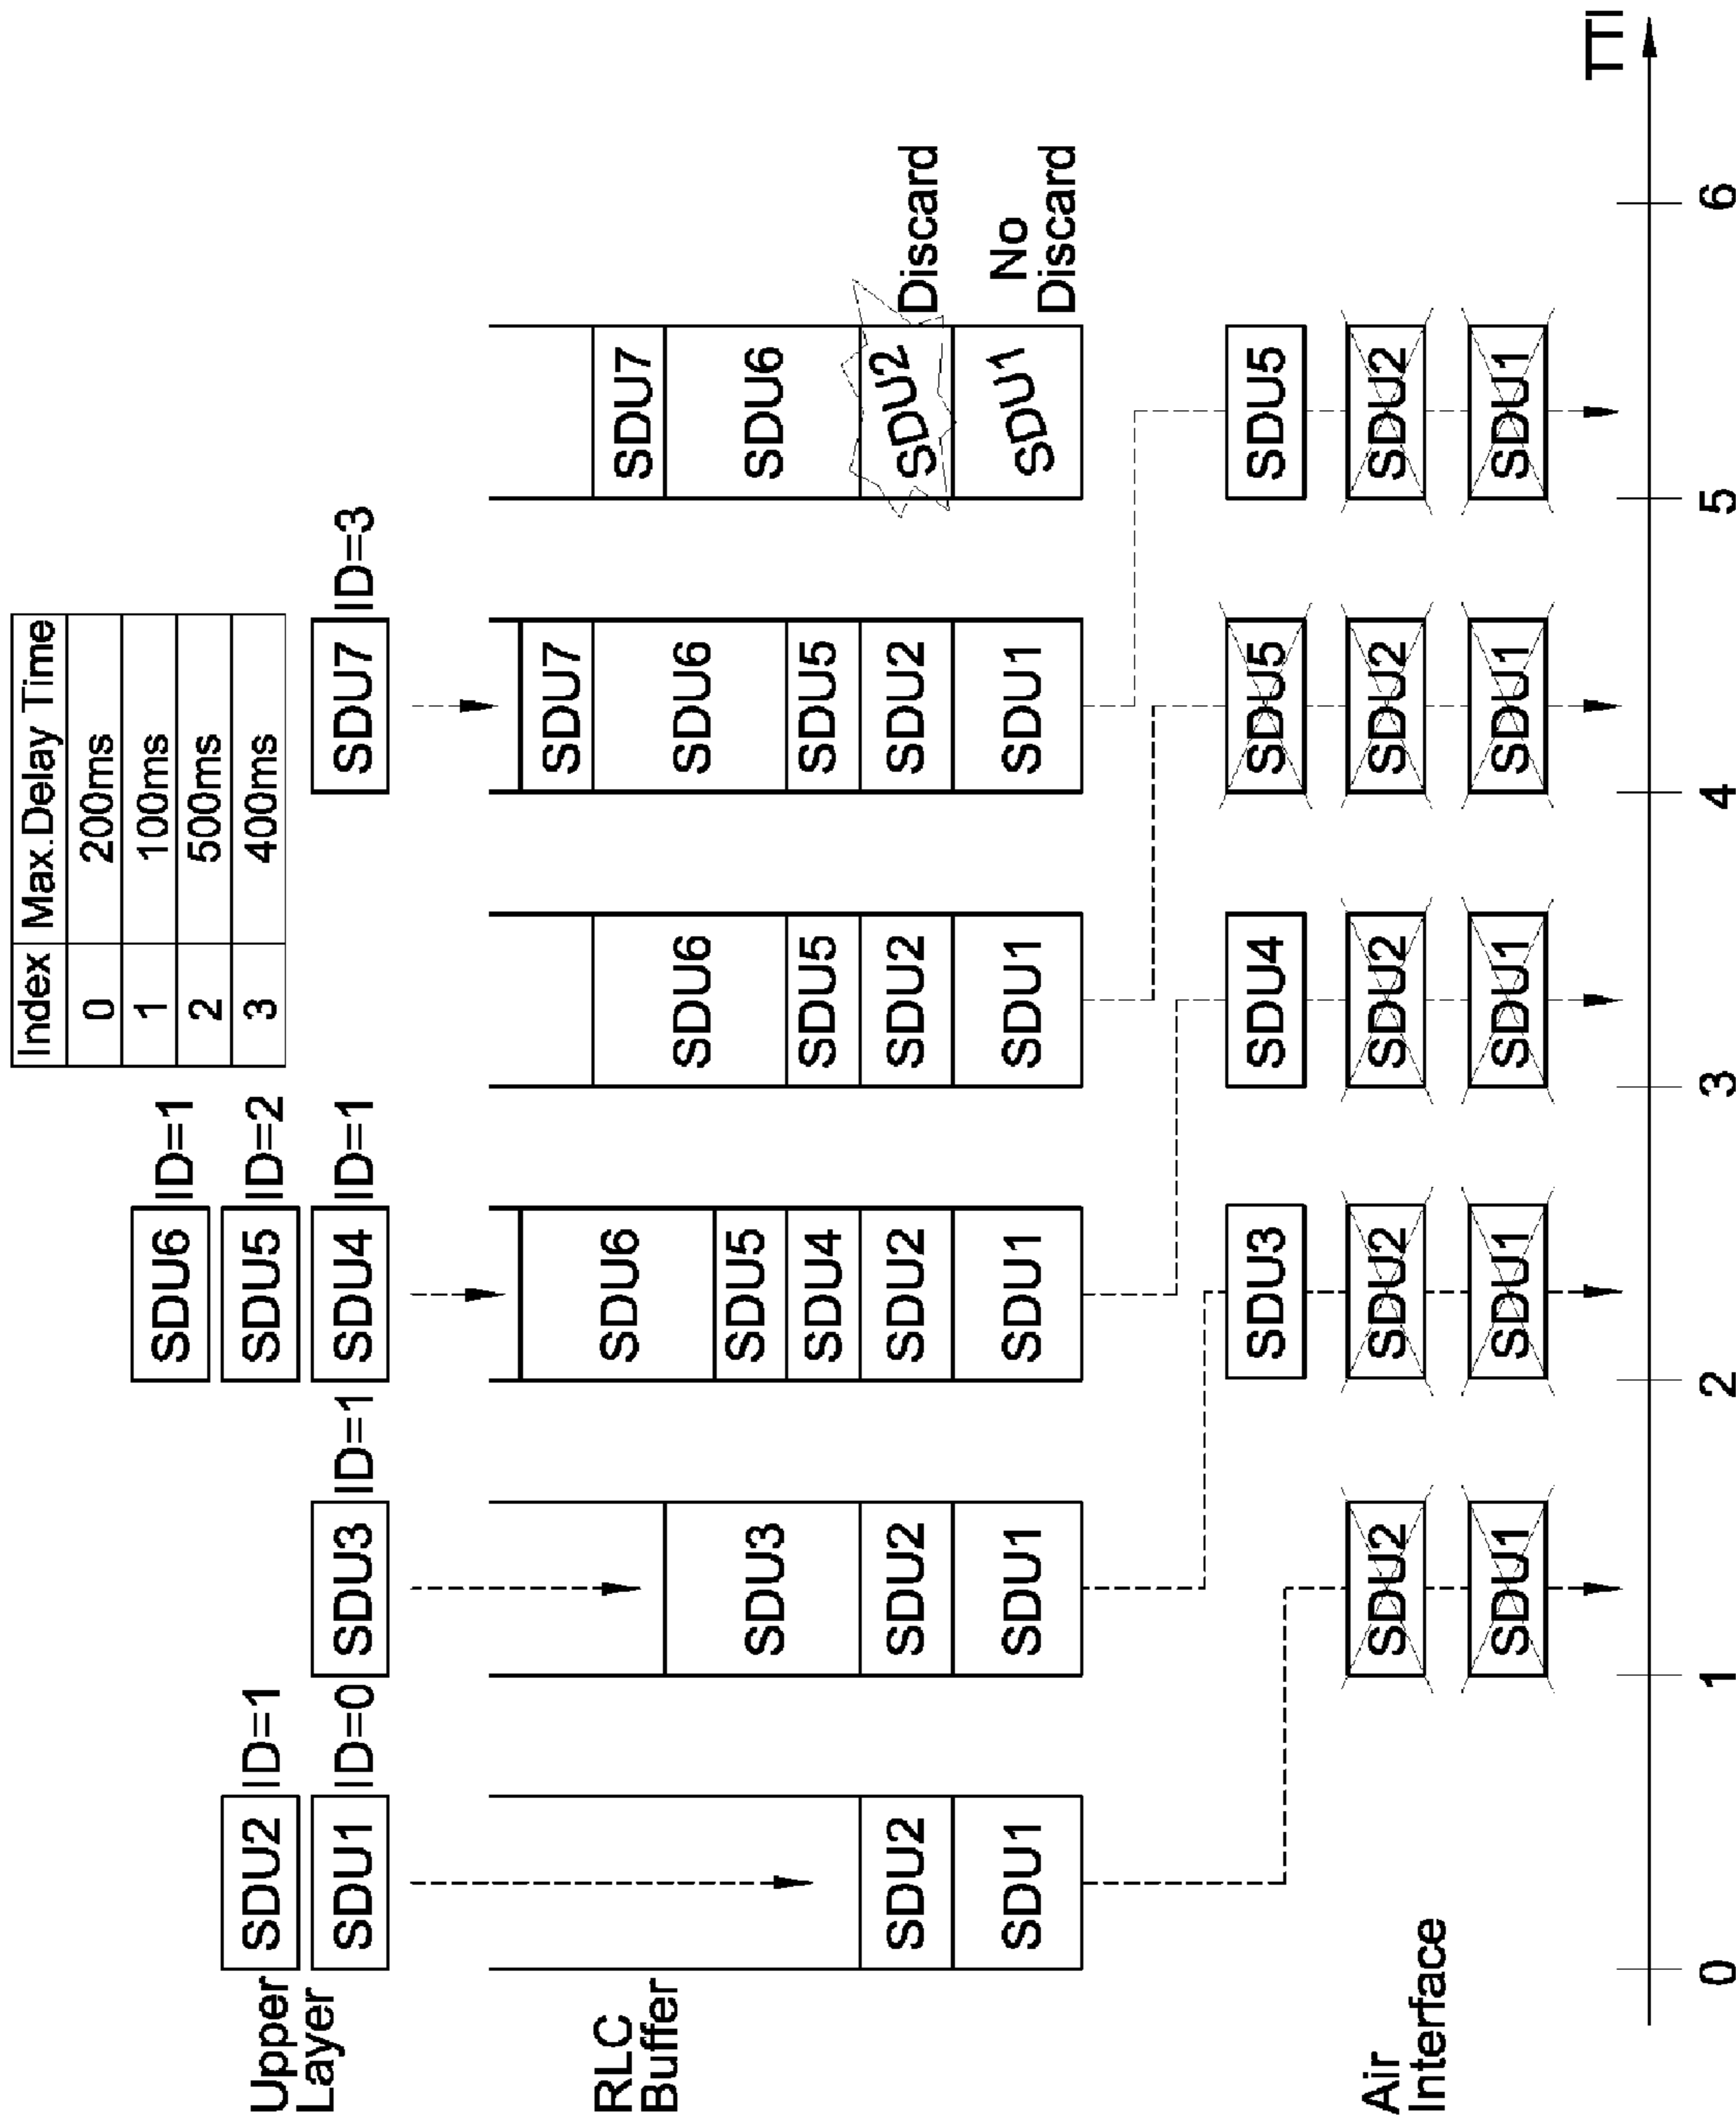 Index Max.Delay Time
0 200ms
1 100ms
2 500ms
3 400ms
Upper
Layer
SDU2 ID=1
SDU1 ID=0
SDU3 ID=1
SDU6 ID=1
SDU5 ID=2
SDU4 ID=1
SDU7 ID=3
RLC
Buffer
SDU2
SDU1
SDU3
SDU2
SDU1
SDU6
SDU5
SDU4
SDU2
SDU1
SDU6
SDU5
SDU2
SDU1
SDU7
SDU6
SDU5
SDU2
SDU1
SDU7
SDU6
SDU2
SDU1
Discard
No
Discard
Air
Interface
SDU2
SDU1
SDU3
SDU2
SDU1
SDU4
SDU2
SDU1
SDU5
SDU2
SDU1
SDU5
SDU2
SDU1
TTI
0 1 2 3 4 5 6